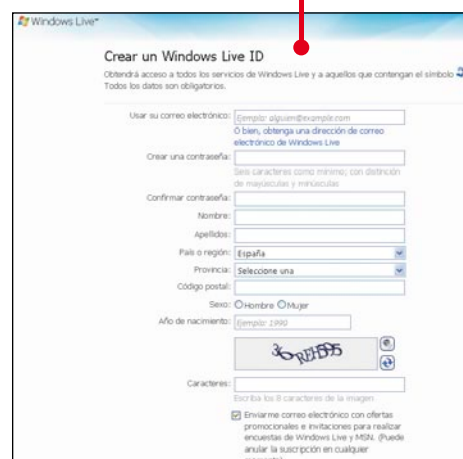 Windows Live™
Crear un Windows Live ID
Obtendrá acceso a todos los servicios de Windows Live y a aquellos que contengan el símbolo
Todos los datos son obligatorios.
Usar su correo electrónico: Ejemplo: alguien@example.com
O bien, obtenga una dirección de correo
electrónico de Windows Live
Crear una contraseña:
Seis caracteres como mínimo; con distinción
de mayúsculas y minúsculas
Confirmar contraseña:
Nombre:
Apellidos:
País o región: España
Provincia: Seleccione una
Código postal:
Sexo: Hombre Mujer
Año de nacimiento: Ejemplo: 1990
Caracteres:
Escriba los 8 caracteres de la imagen
Enviarme correo electrónico con ofertas
promocionales e invitaciones para realizar
encuestas de Windows Live y MSN. (Puede
anular la suscripción en cualquier